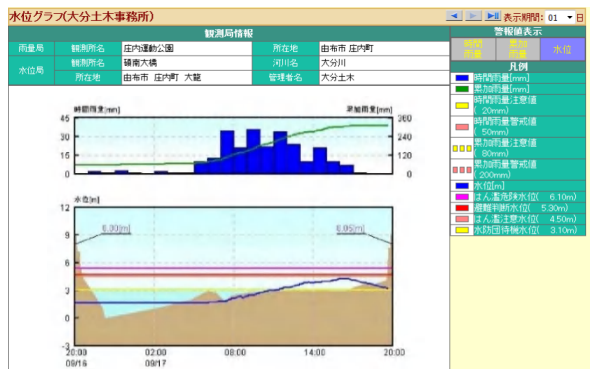 水位グラフ(大分土木事務所)
表示期間: 01 日
観測局情報
雨量局 観測所名 庄内運動公園 所在地 由布市 庄内町
水位局 観測所名 磧南大橋 河川名 大分川
所在地 由布市 庄内町 大龍 管理者名 大分土木
警報値表示
時間雨量 累加雨量 水位
凡例
時間雨量[mm]
累加雨量[mm]
時間雨量注意値
( 20mm)
時間雨量警戒値
( 50mm)
累加雨量注意値
( 80mm)
累加雨量警戒値
( 200mm)
水位[m]
はん濫危険水位( 6.10m)
避難判断水位( 5.30m)
はん濫注意水位( 4.50m)
水防団待機水位( 3.10m)
時間雨量[mm] 累加雨量[mm]
45 360
30 240
15 120
0 0
水位[m]
12
9
6
3
0
-3
8.00[m] 8.05[m]
20:00 02:00 08:00 14:00 20:00
09/16 09/17